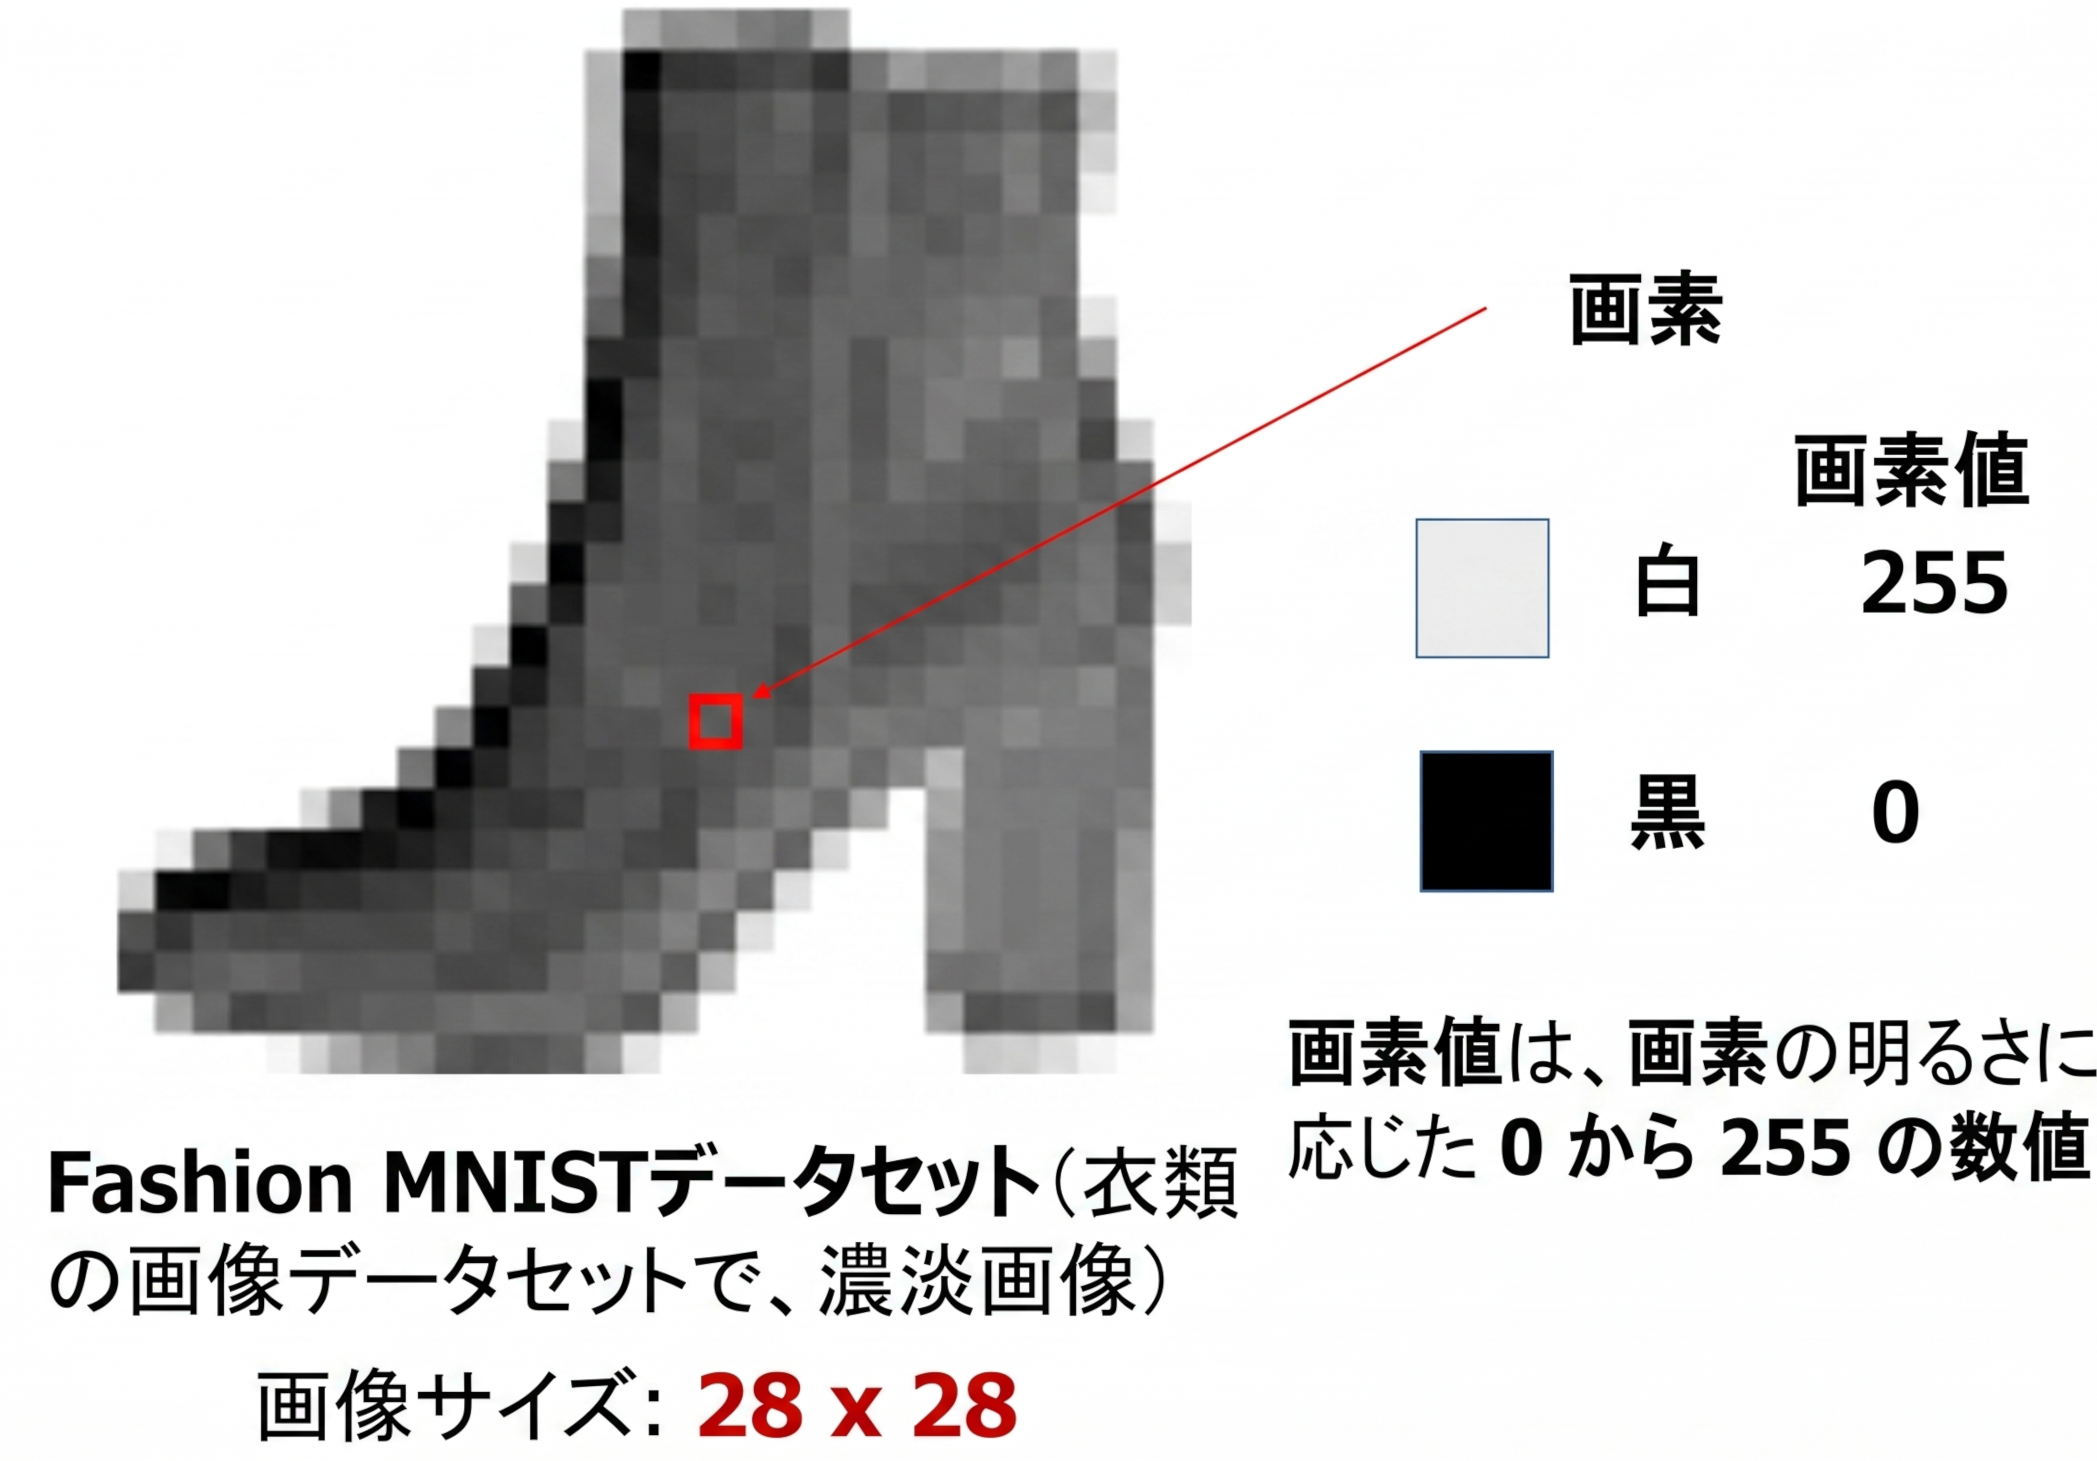 画素
画素値
白 255
黒 0
画素値は、画素の明るさに
応じた 0 から 255 の数値
Fashion MNISTデータセット（衣類
の画像データセットで、濃淡画像）
画像サイズ: 28 x 28